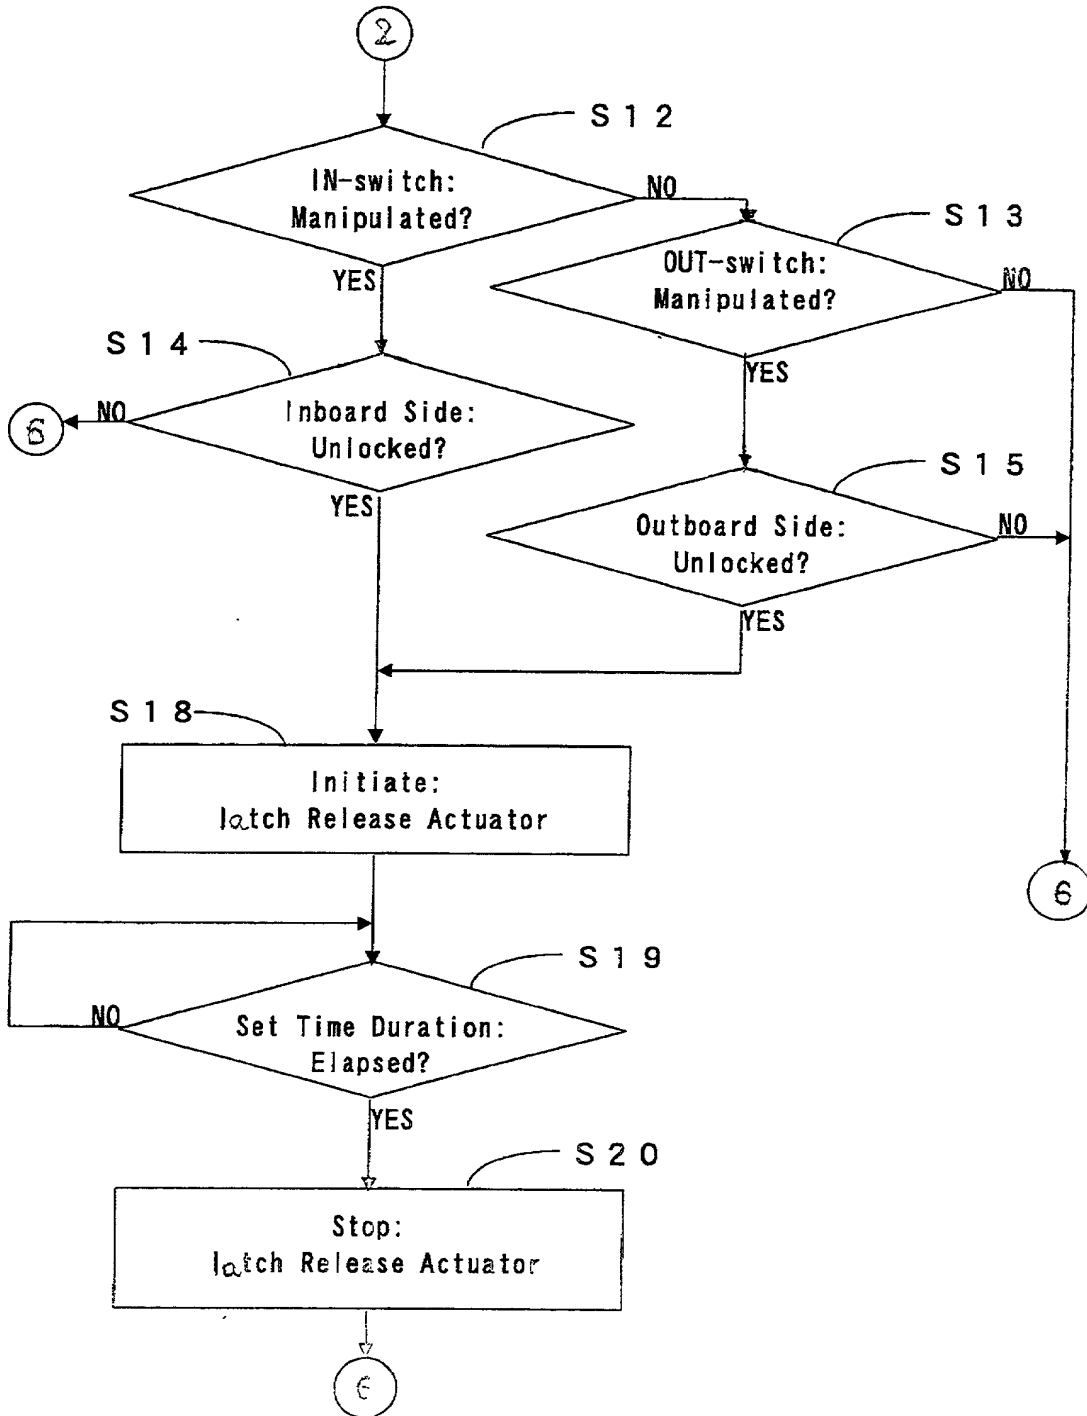 2
S12
IN-switch:
Manipulated?
NO
YES
S13
OUT-switch:
Manipulated?
NO
YES
S14
Inboard Side:
Unlocked?
NO
6
YES
S15
Outboard Side:
Unlocked?
NO
YES
S18
Initiate:
latch Release Actuator
6
S19
Set Time Duration:
Elapsed?
NO
YES
S20
Stop:
latch Release Actuator
6